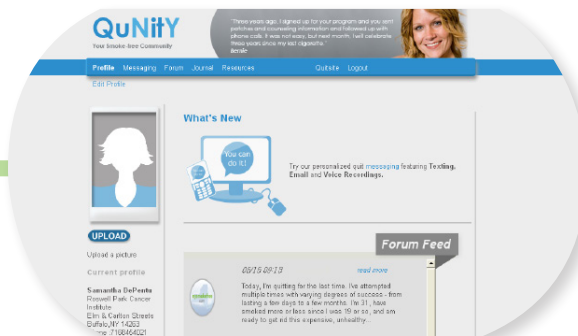 QuNitY
Your Smoke-free Community
"Three years ago, I signed up for your program and you sent
patches and counseling information and followed up with
phone calls. It was not easy, but next month, I will celebrate
three years since my last cigarette."
Profile Messaging Forum Journal Resources Quitsite Logout
Edit Profile
What's New
You can
do it!
Try our personalized quit messaging featuring Texting,
Email and Voice Recordings.
UPLOAD
Upload a picture
Current profile
Samantha DePento
Roswell Park Cancer
Institute
Elm & Carlton Streets
Buffalo, NY 14263
7168464021
Forum Feed
read more
Today, I'm quitting for the last time. I've attempted
multiple times with varying degrees of success - from
lasting a few days to a few months. I'm 31, have
smoked more or less since I was 19 or so, and am
ready to get rid this expensive, unhealthy...